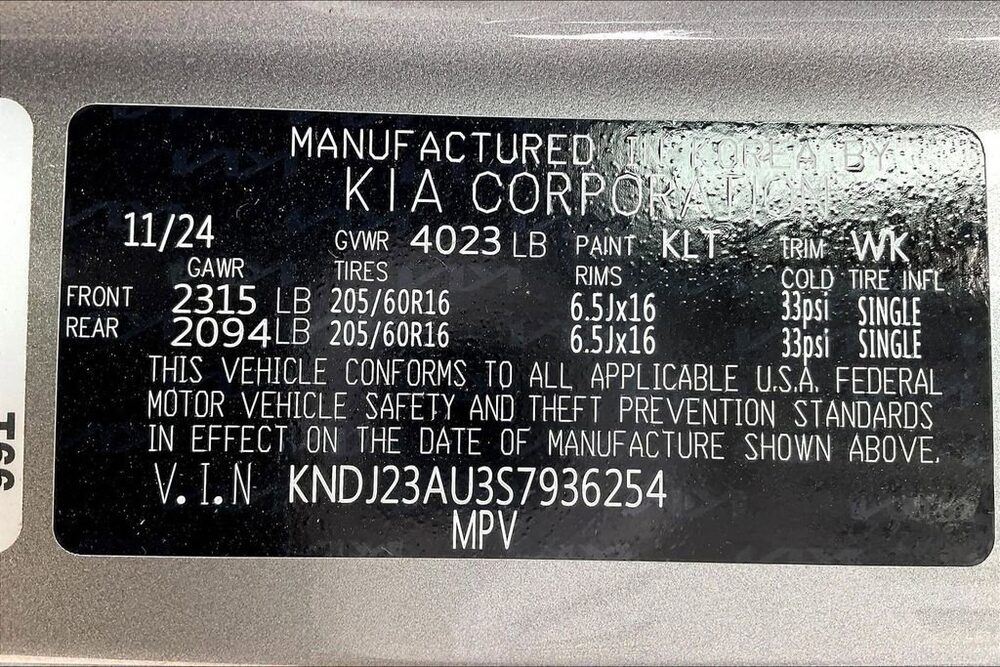 MANUFACTURED IN KOREA BY
KIA CORPORATION
11/24 GVWR 4023 LB PAINT KLT TRIM WK
GAWR TIRES RIMS COLD TIRE INFL
FRONT 2315 LB 205/60R16 6.5Jx16 33psi SINGLE
REAR 2094 LB 205/60R16 6.5Jx16 33psi SINGLE
THIS VEHICLE CONFORMS TO ALL APPLICABLE U.S.A. FEDERAL
MOTOR VEHICLE SAFETY AND THEFT PREVENTION STANDARDS
IN EFFECT ON THE DATE OF MANUFACTURE SHOWN ABOVE.
V.I.N KNDJ23AU3S7936254
MPV